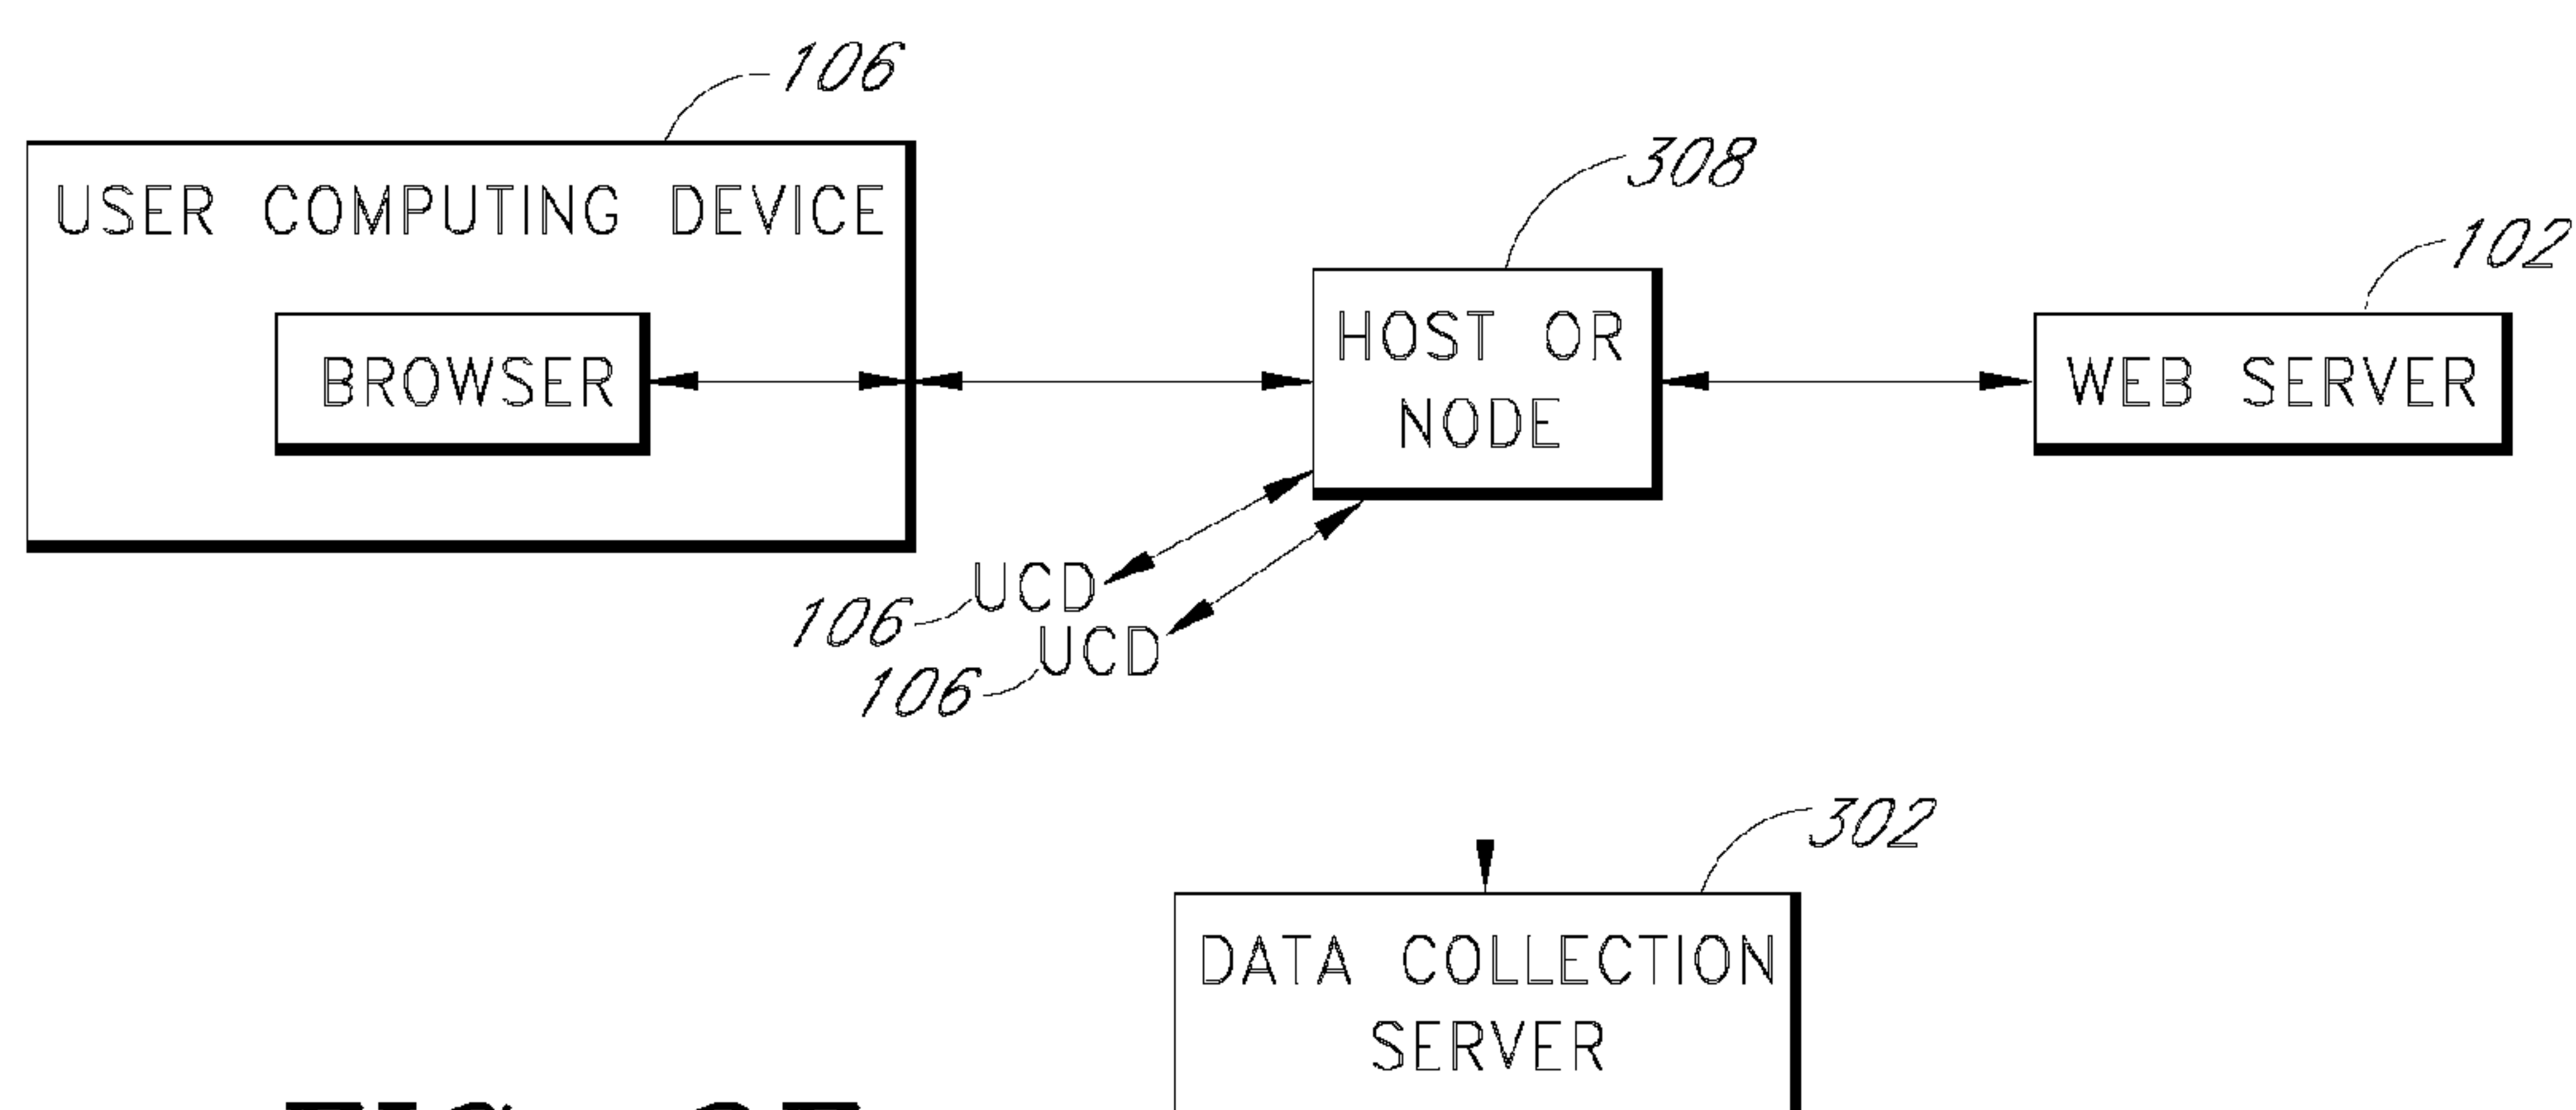 106
308
102
USER COMPUTING DEVICE
HOST OR
NODE
BROWSER
WEB SERVER
UCD
106
UCD
106
302
DATA COLLECTION
SERVER